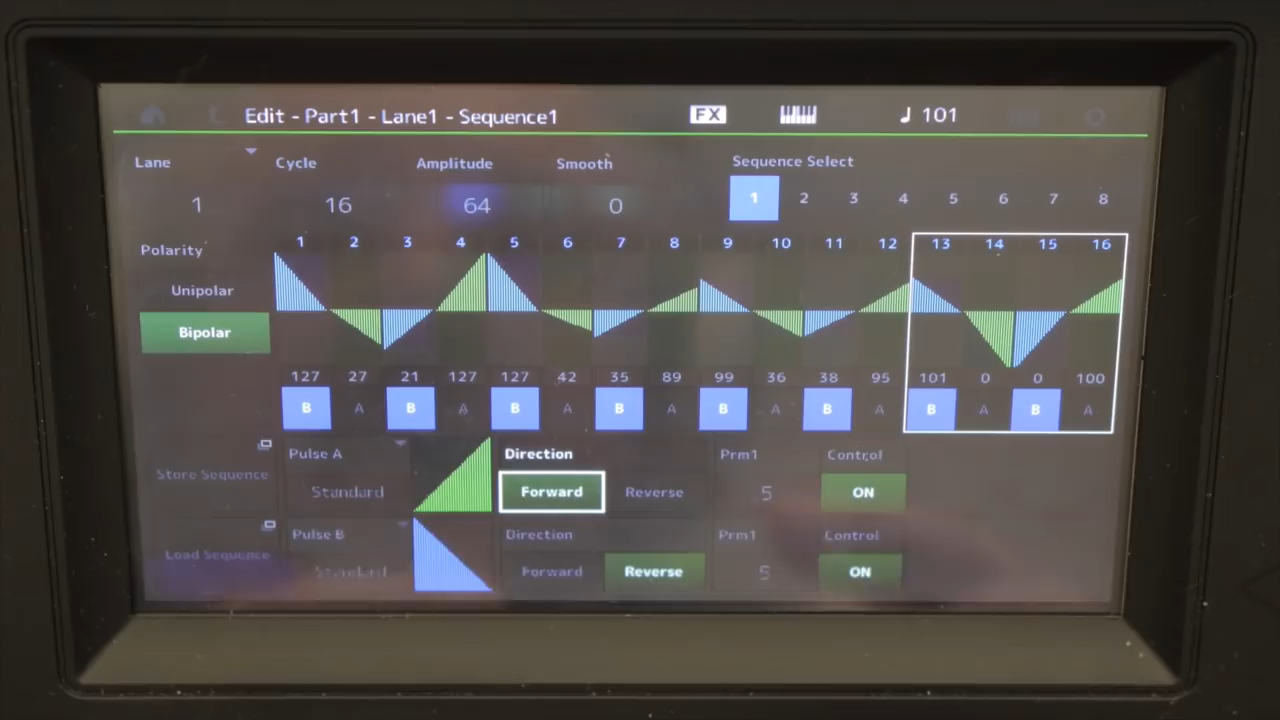 Edit - Part1 - Lane1 - Sequence1 FX ♩ 101
Lane Cycle Amplitude Smooth Sequence Select
1 16 64 0 1 2 3 4 5 6 7 8
Polarity 1 2 3 4 5 6 7 8 9 10 11 12 13 14 15 16
Unipolar
Bipolar
127 27 21 127 127 42 35 89 99 36 38 95 101 0 0 100
B A B A B A B A B A B A B A B A
Pulse A Direction Prm1 Control
Store Sequence Standard Forward Reverse 5 ON
Pulse B Direction Prm1 Control
Load Sequence Standard Forward Reverse 5 ON